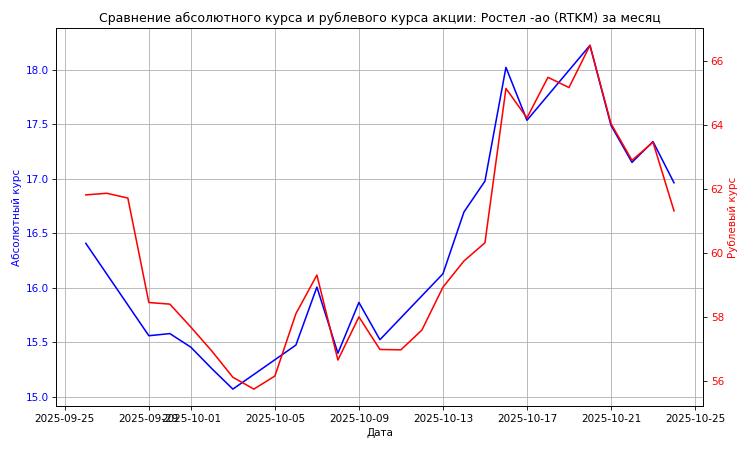 Сравнение абсолютного курса и рублевого курса акции: Ростел -ао (RTKM) за месяц
Абсолютный курс
18.0
17.5
17.0
16.5
16.0
15.5
15.0
66
64
62
60
58
56
Рублевый курс
2025-09-25 2025-09-29 2025-10-01 2025-10-05 2025-10-09 2025-10-13 2025-10-17 2025-10-21 2025-10-25
Дата